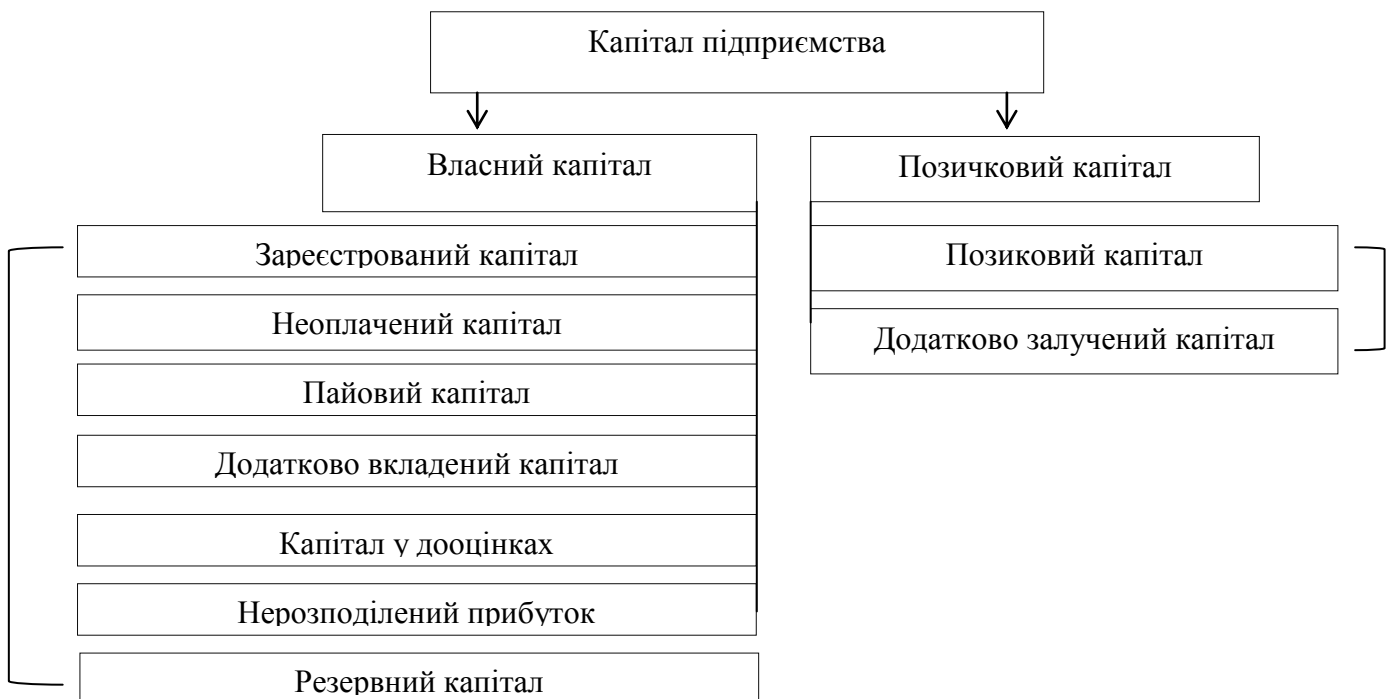 Капітал підприємства
Власний капітал
Позичковий капітал
Зареєстрований капітал
Позиковий капітал
Неоплачений капітал
Додатково залучений капітал
Пайовий капітал
Додатково вкладений капітал
Капітал у дооцінках
Нерозподілений прибуток
Резервний капітал